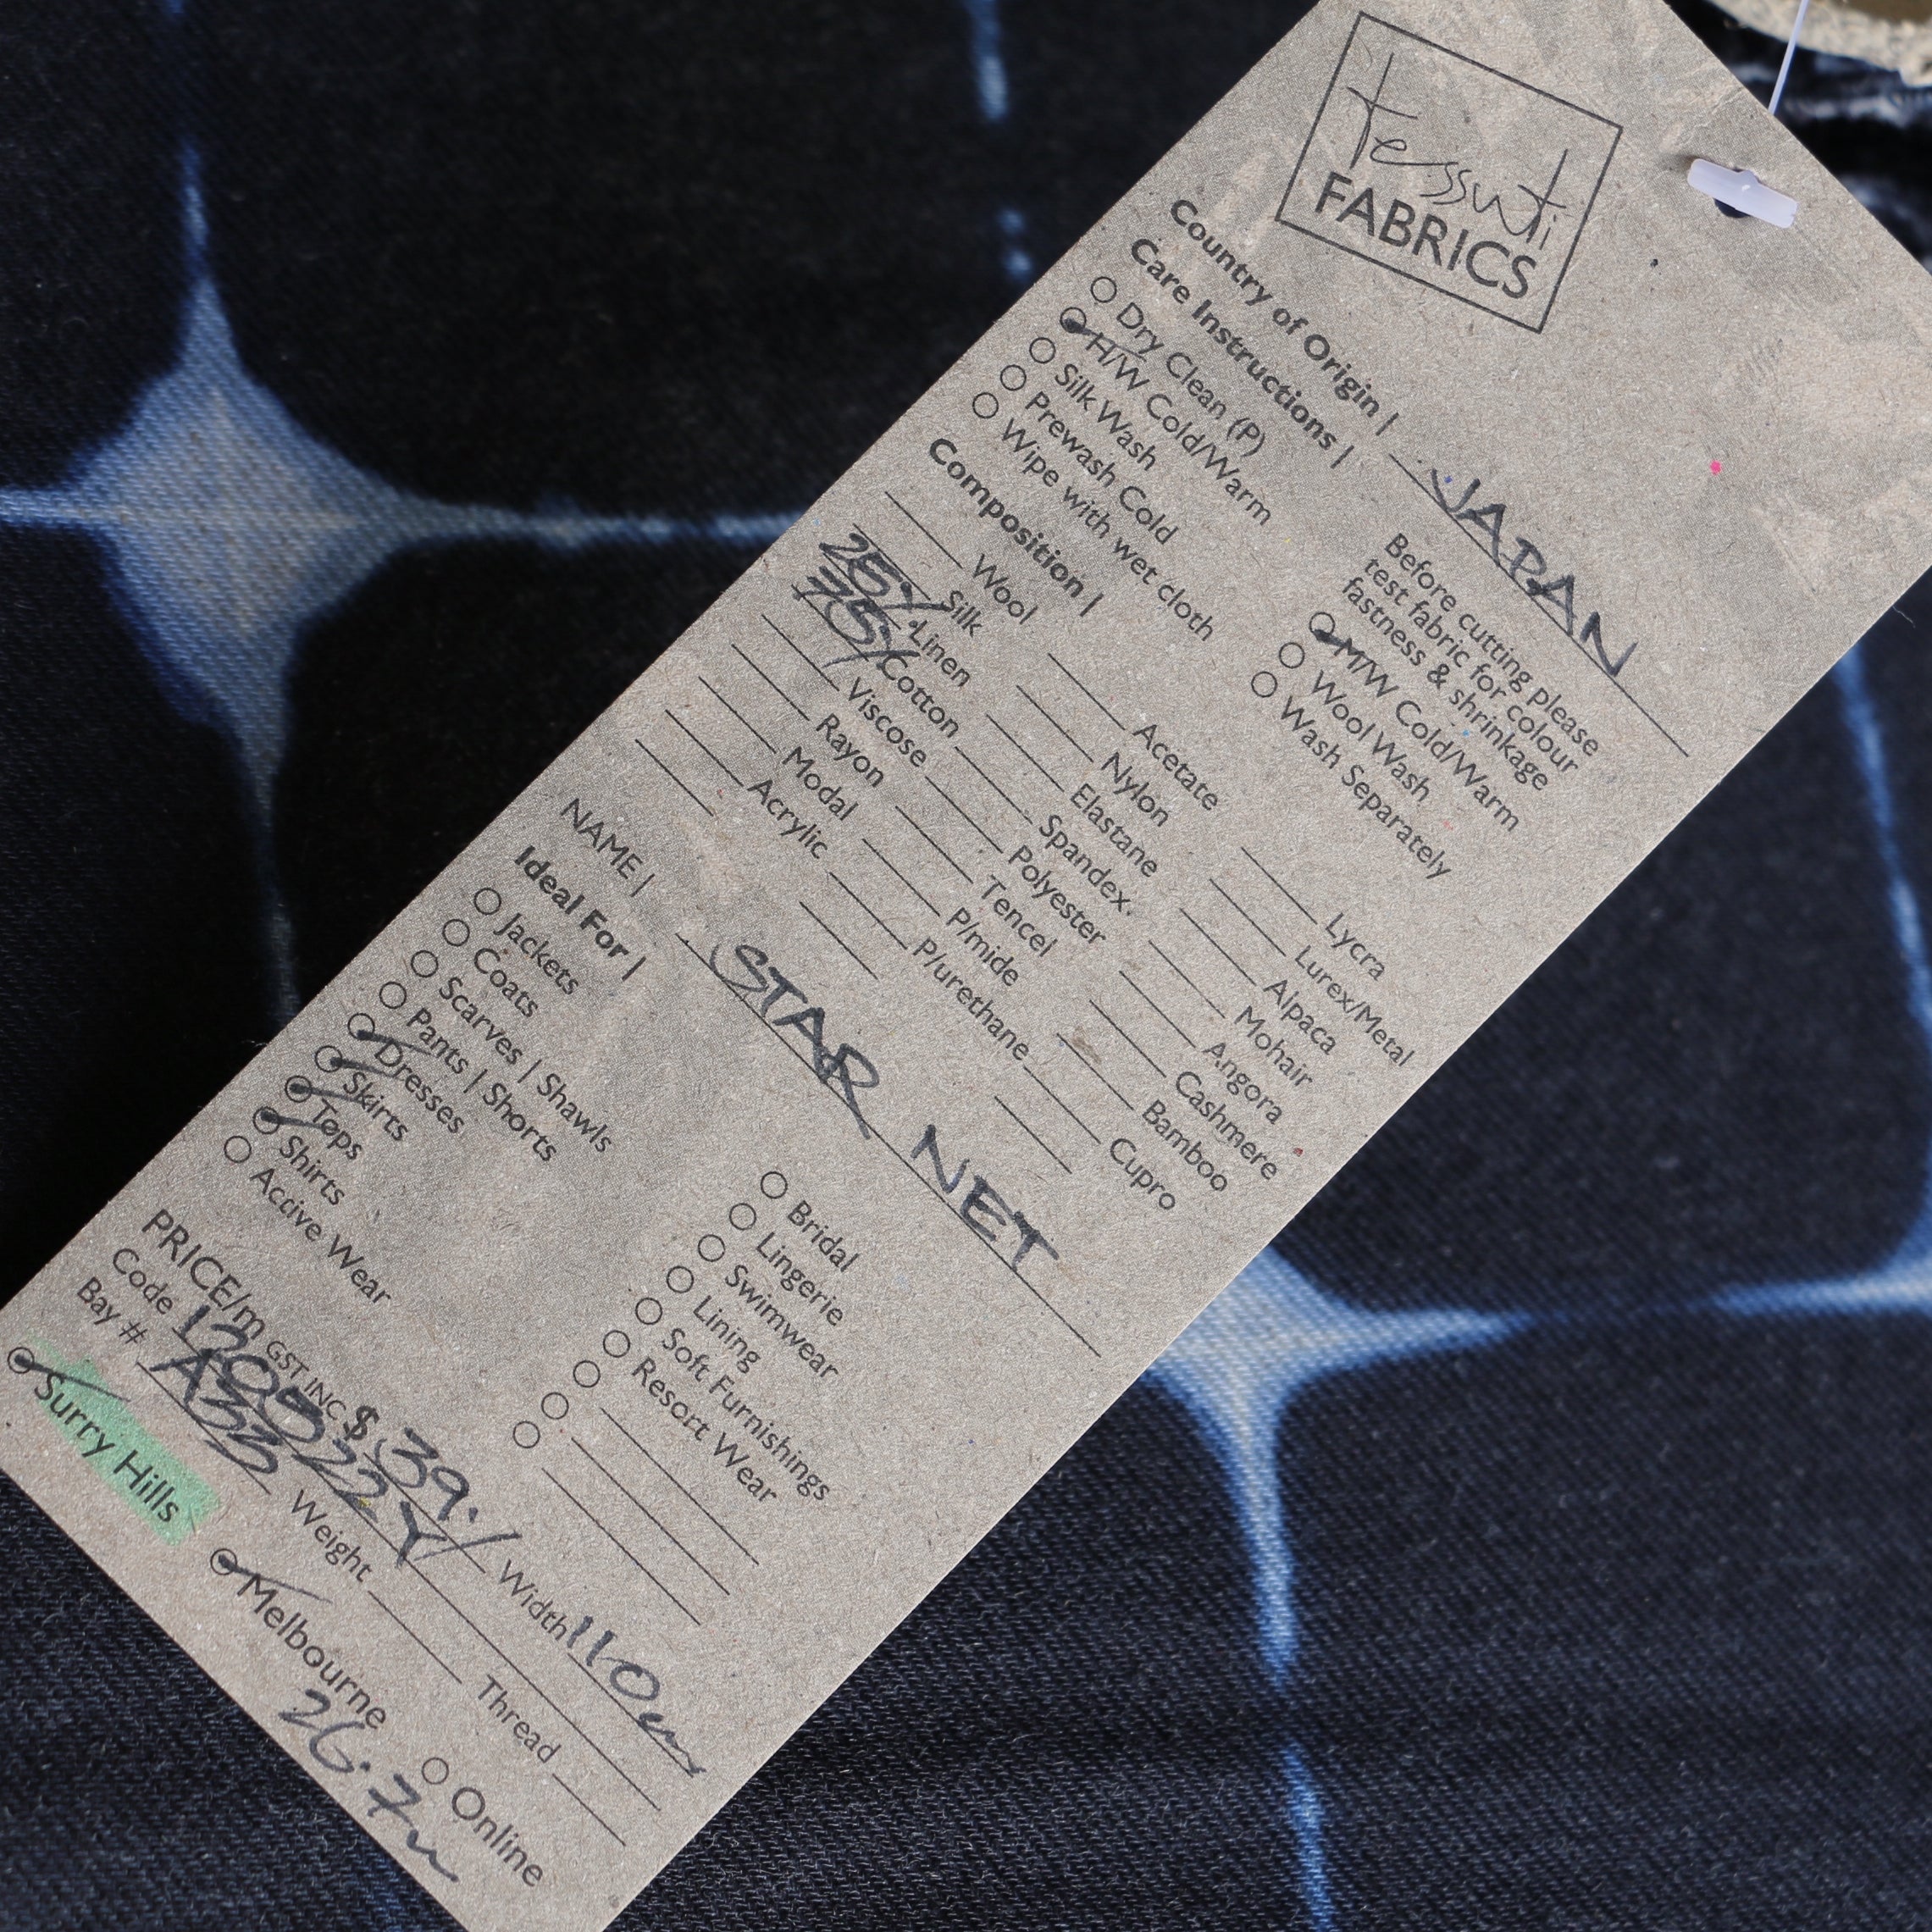 tessuti
FABRICS
Country of Origin | JAPAN
Care Instructions |
Before cutting please
test fabric for colour
fastness & shrinkage
Dry Clean (P)
H/W Cold/Warm
Silk Wash
Prewash Cold
Wipe with wet cloth
M/W Cold/Warm
Wool Wash
Wash Separately
Composition |
Wool Acetate Lycra
Silk Nylon Lurex/Metal
25% Linen Elastane Alpaca
75% Cotton Spandex. Mohair
Viscose Polyester Angora
Rayon Tencel Cashmere
Modal P/mide Bamboo
Acrylic P/urethane Cupro
NAME | STAR NET
Ideal For |
Jackets Bridal
Coats Lingerie
Scarves | Shawls Swimwear
Pants | Shorts Lining
Dresses Soft Furnishings
Skirts Resort Wear
Tops
Shirts
Active Wear
PRICE/m GST INC $ 39./ Width 110cm
Code 120522Y
Bay # A33 Weight Thread
Surry Hills Melbourne Online
26.7m